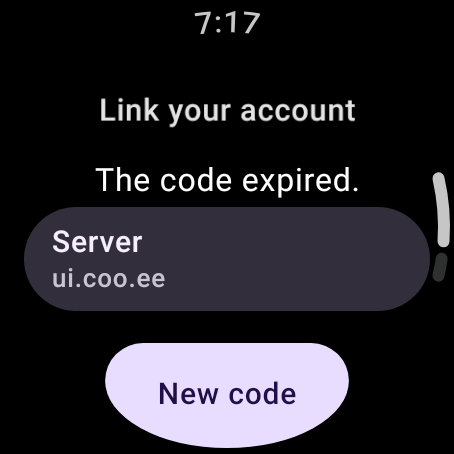 7:17
Link your account
The code expired.
Server
ui.coo.ee
New code